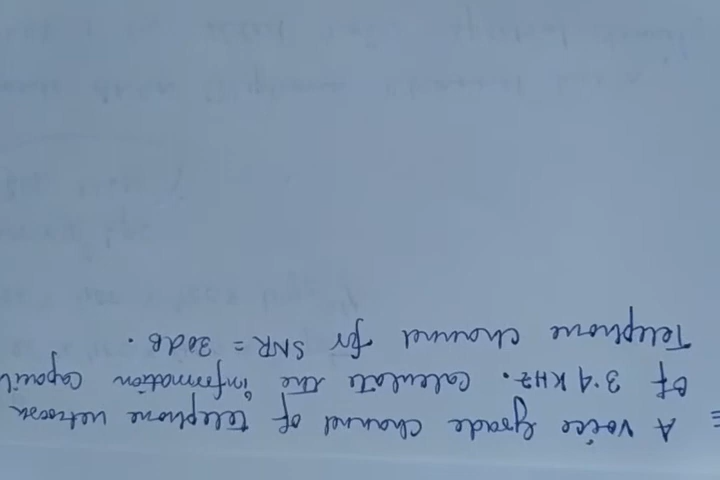 = A voice grade channel of telephone network
of 3.4 KHz. Calculate the information capacit
Telephone channel for SNR = 30dB.